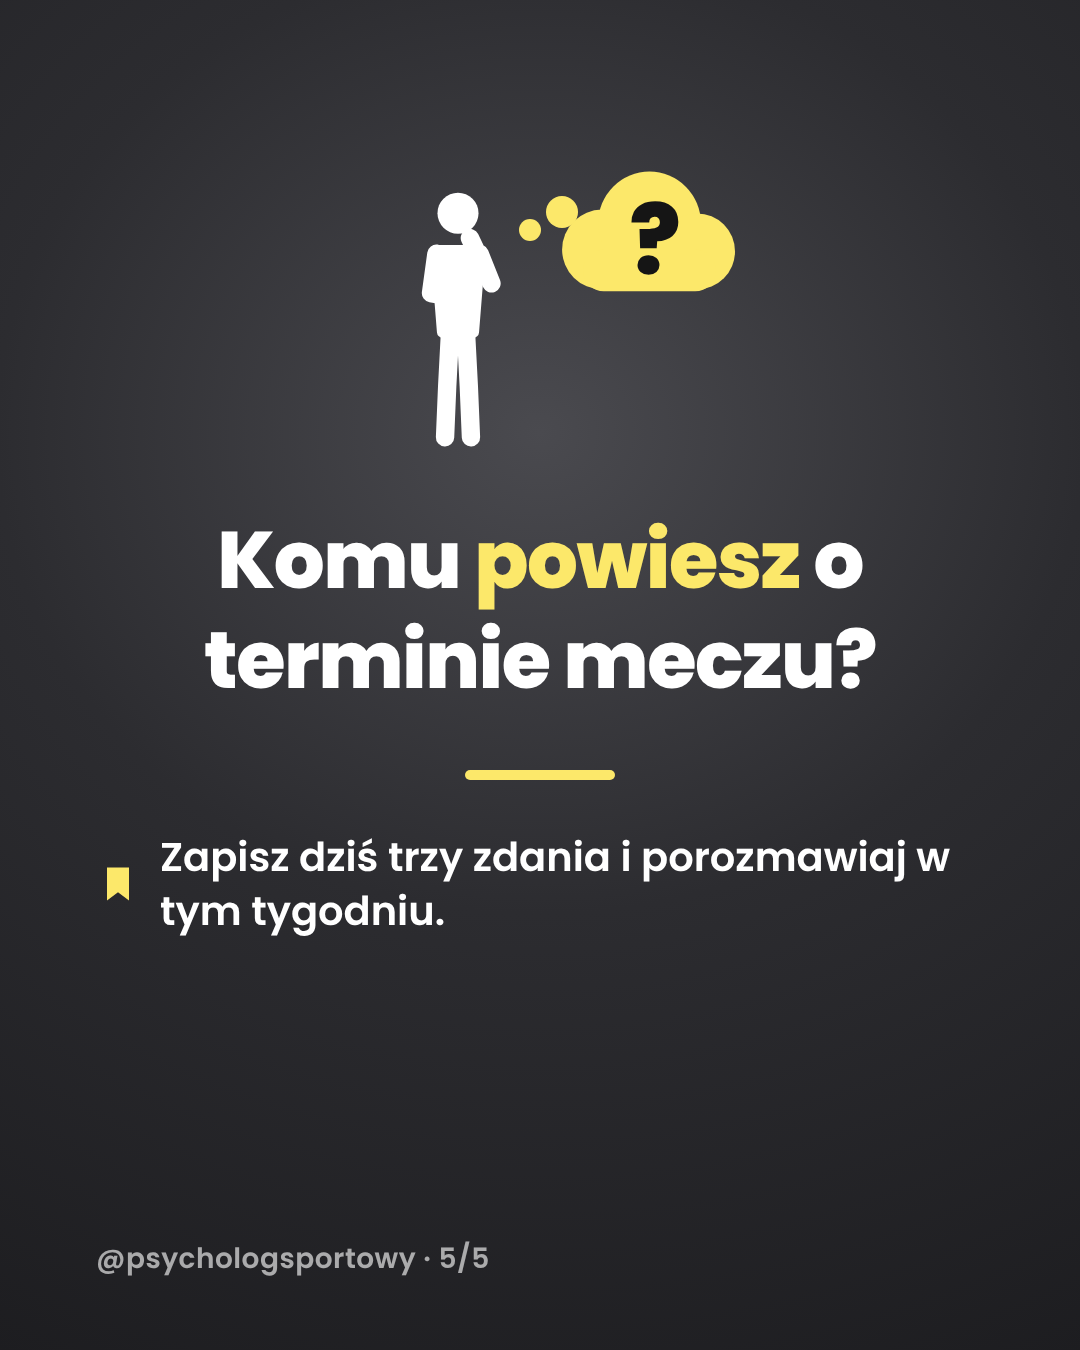 ?
Komu powiesz o
terminie meczu?
Zapisz dziś trzy zdania i porozmawiaj w
tym tygodniu.
@psychologsportowy · 5/5